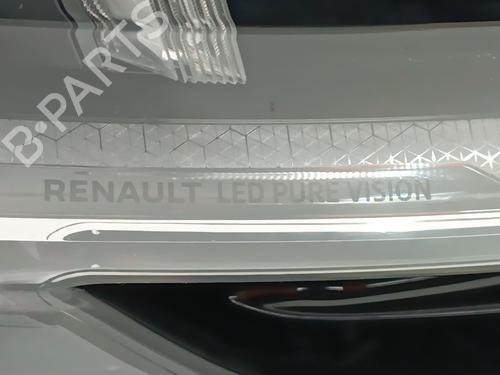 B-PARTS
RENAULT LED PURE VISION